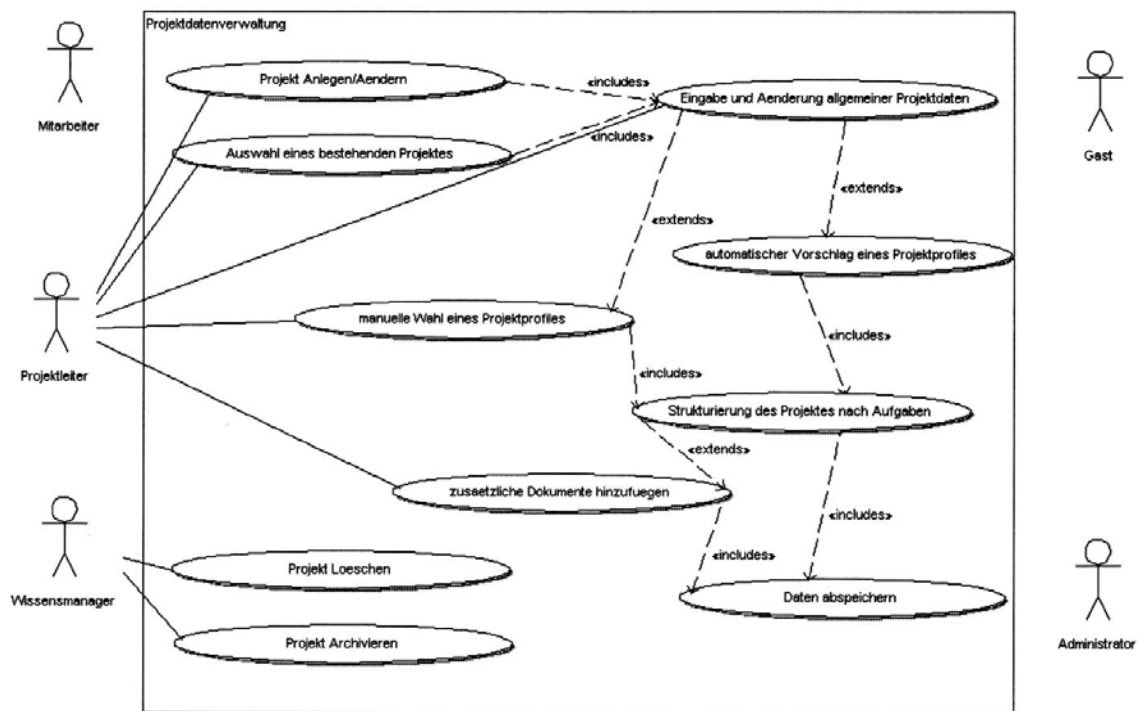 Projektdatenverwaltung
Mitarbeiter
Projekt Anlegen/Aendern
«includes»
Eingabe und Aenderung allgemeiner Projektdaten
Gast
Auswahl eines bestehenden Projektes
«includes»
«extends»
«extends»
automatischer Vorschlag eines Projektprofiles
Projektleiter
manuelle Wahl eines Projektprofiles
«includes»
«includes»
Strukturierung des Projektes nach Aufgaben
«extends»
zusaetzliche Dokumente hinzufuegen
«includes»
«includes»
Wissensmanager
Projekt Loeschen
Daten abspeichern
Projekt Archivieren
Administrator